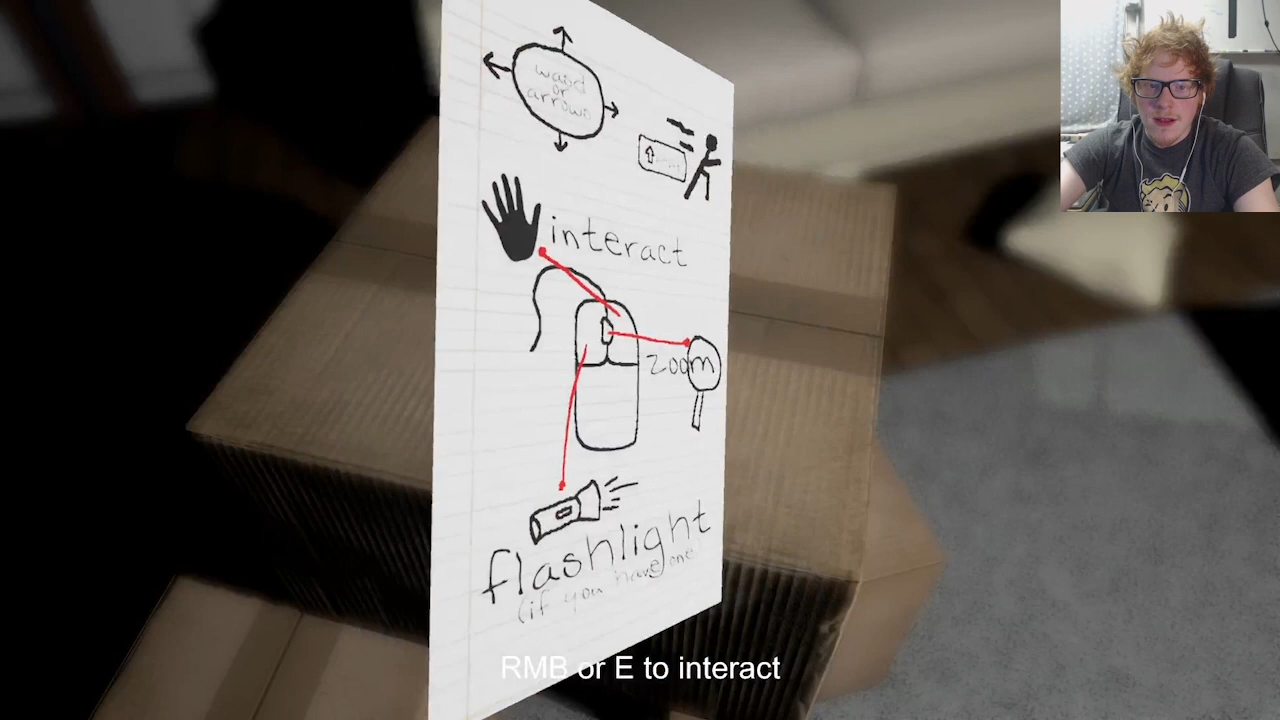 wasd
or
arrows
interact
zoom
flashlight
(if you have one
RMB or E to interact